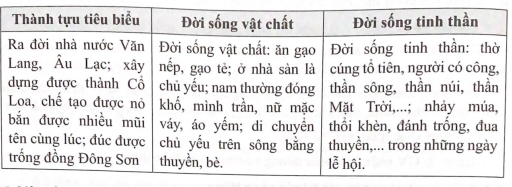 Thành tựu tiêu biểu
Ra đời nhà nước Văn
Lang, Âu Lạc; xây
dựng được thành Cổ
Loa, chế tạo được nỏ
bắn được nhiều mũi
tên cùng lúc; đúc được
trống đồng Đông Sơn
Đời sống vật chất
Đời sống vật chất: ăn gạo
nếp, gạo tẻ; ở nhà sàn là
chủ yếu; nam thường đóng
khố, mình trần, nữ mặc
váy, áo yếm; di chuyển
chủ yếu trên sông bằng
thuyền, bè.
Đời sống tinh thần
Đời sống tinh thần: thờ
cúng tổ tiên, người có công,
thần sông, thần núi, thần
Mặt Trời,...; nhảy múa,
thổi khèn, đánh trống, đua
thuyền,... trong những ngày
lễ hội.